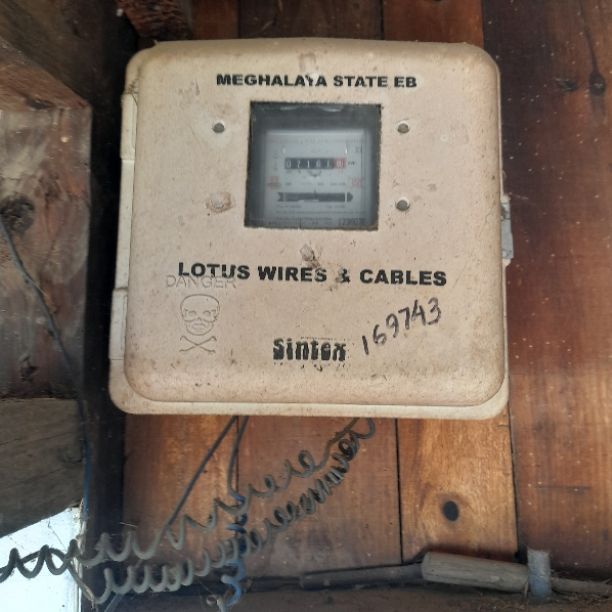 MEGHALAYA STATE EB
LOTUS WIRES & CABLES
DANGER
Sintex
169743